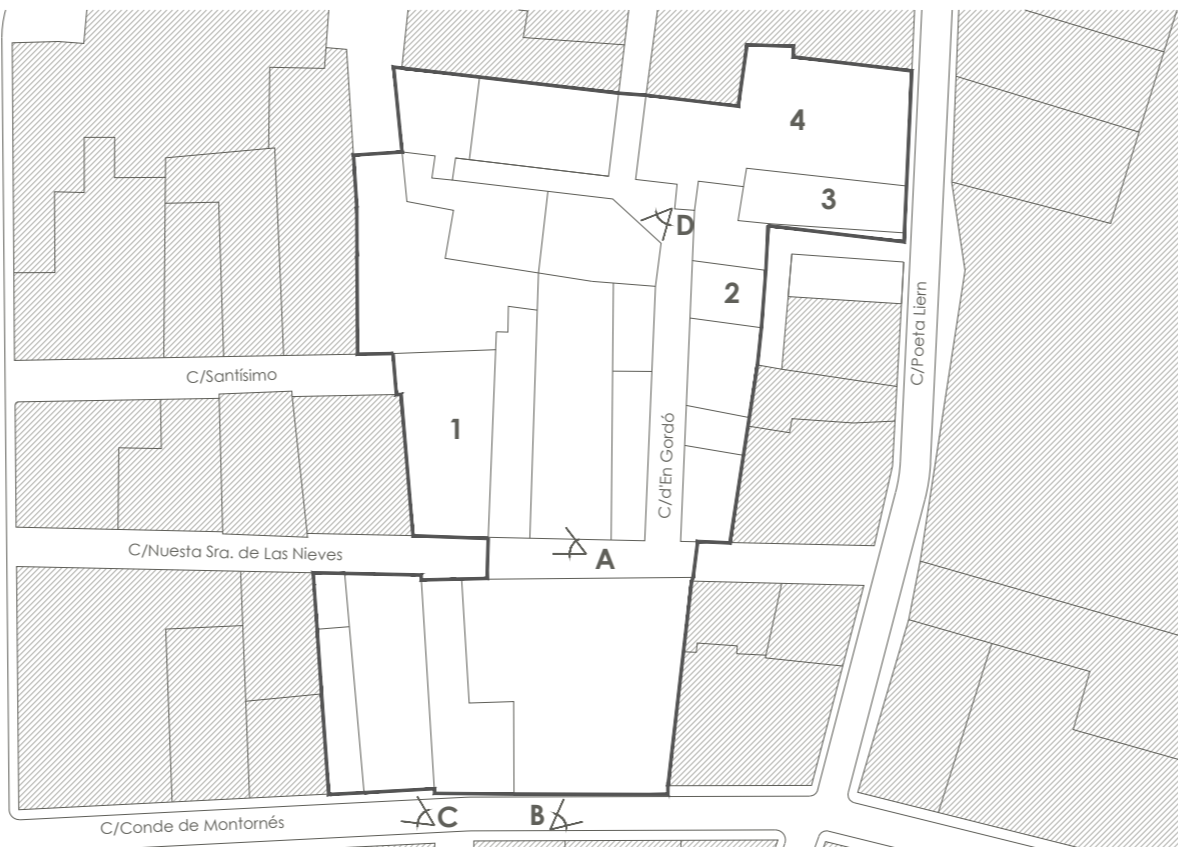 4
3
D
2
C/Poeta Liern
C/Santísimo
1
C/d'En Gordó
C/Nuesta Sra. de Las Nieves
A
C
B
C/Conde de Montornés